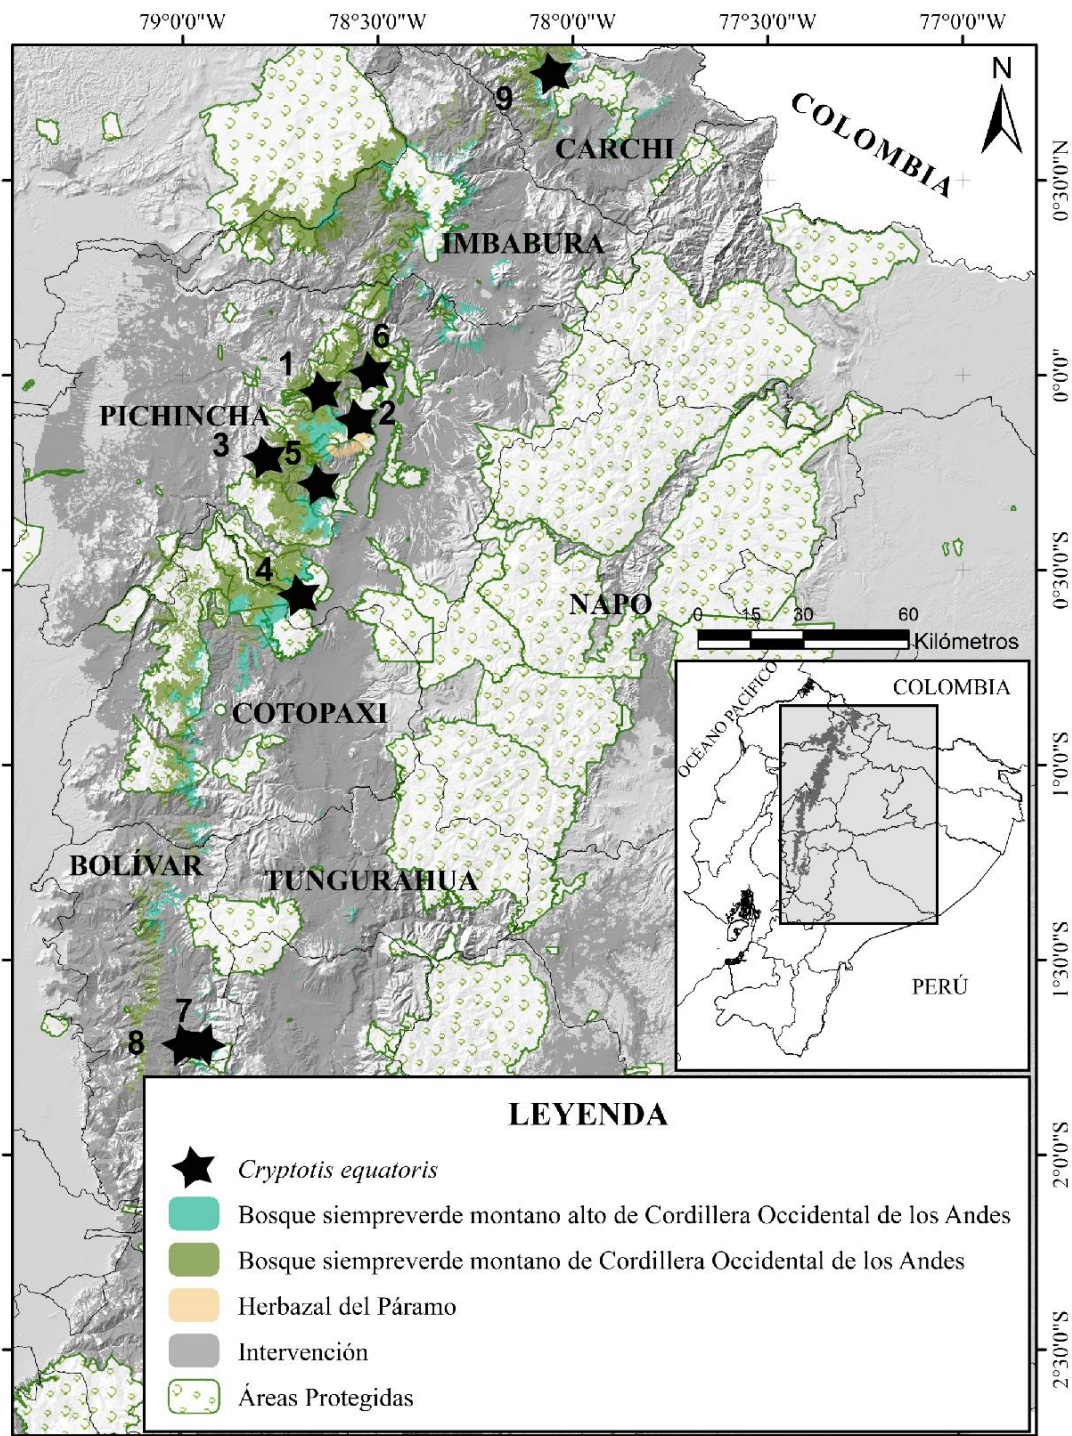 79°0'0"W
78°30'0"W
78°0'0"W
77°30'0"W
77°0'0"W
N
COLOMBIA
9
CARCHI
0°30'0"N
IMBABURA
6
1
0°0'0"
PICHINCHA
2
3
5
4
0°30'0"S
NAPO
0 15 30 60
Kilómetros
COTOPAXI
OCÉANO PACÍFICO
COLOMBIA
1°0'0"S
BOLÍVAR
TUNGURAHUA
1°30'0"S
PERÚ
7
8
LEYENDA
Cryptotis equatoris
2°0'0"S
Bosque siempreverde montano alto de Cordillera Occidental de los Andes
Bosque siempreverde montano de Cordillera Occidental de los Andes
Herbazal del Páramo
Intervención
2°30'0"S
Áreas Protegidas